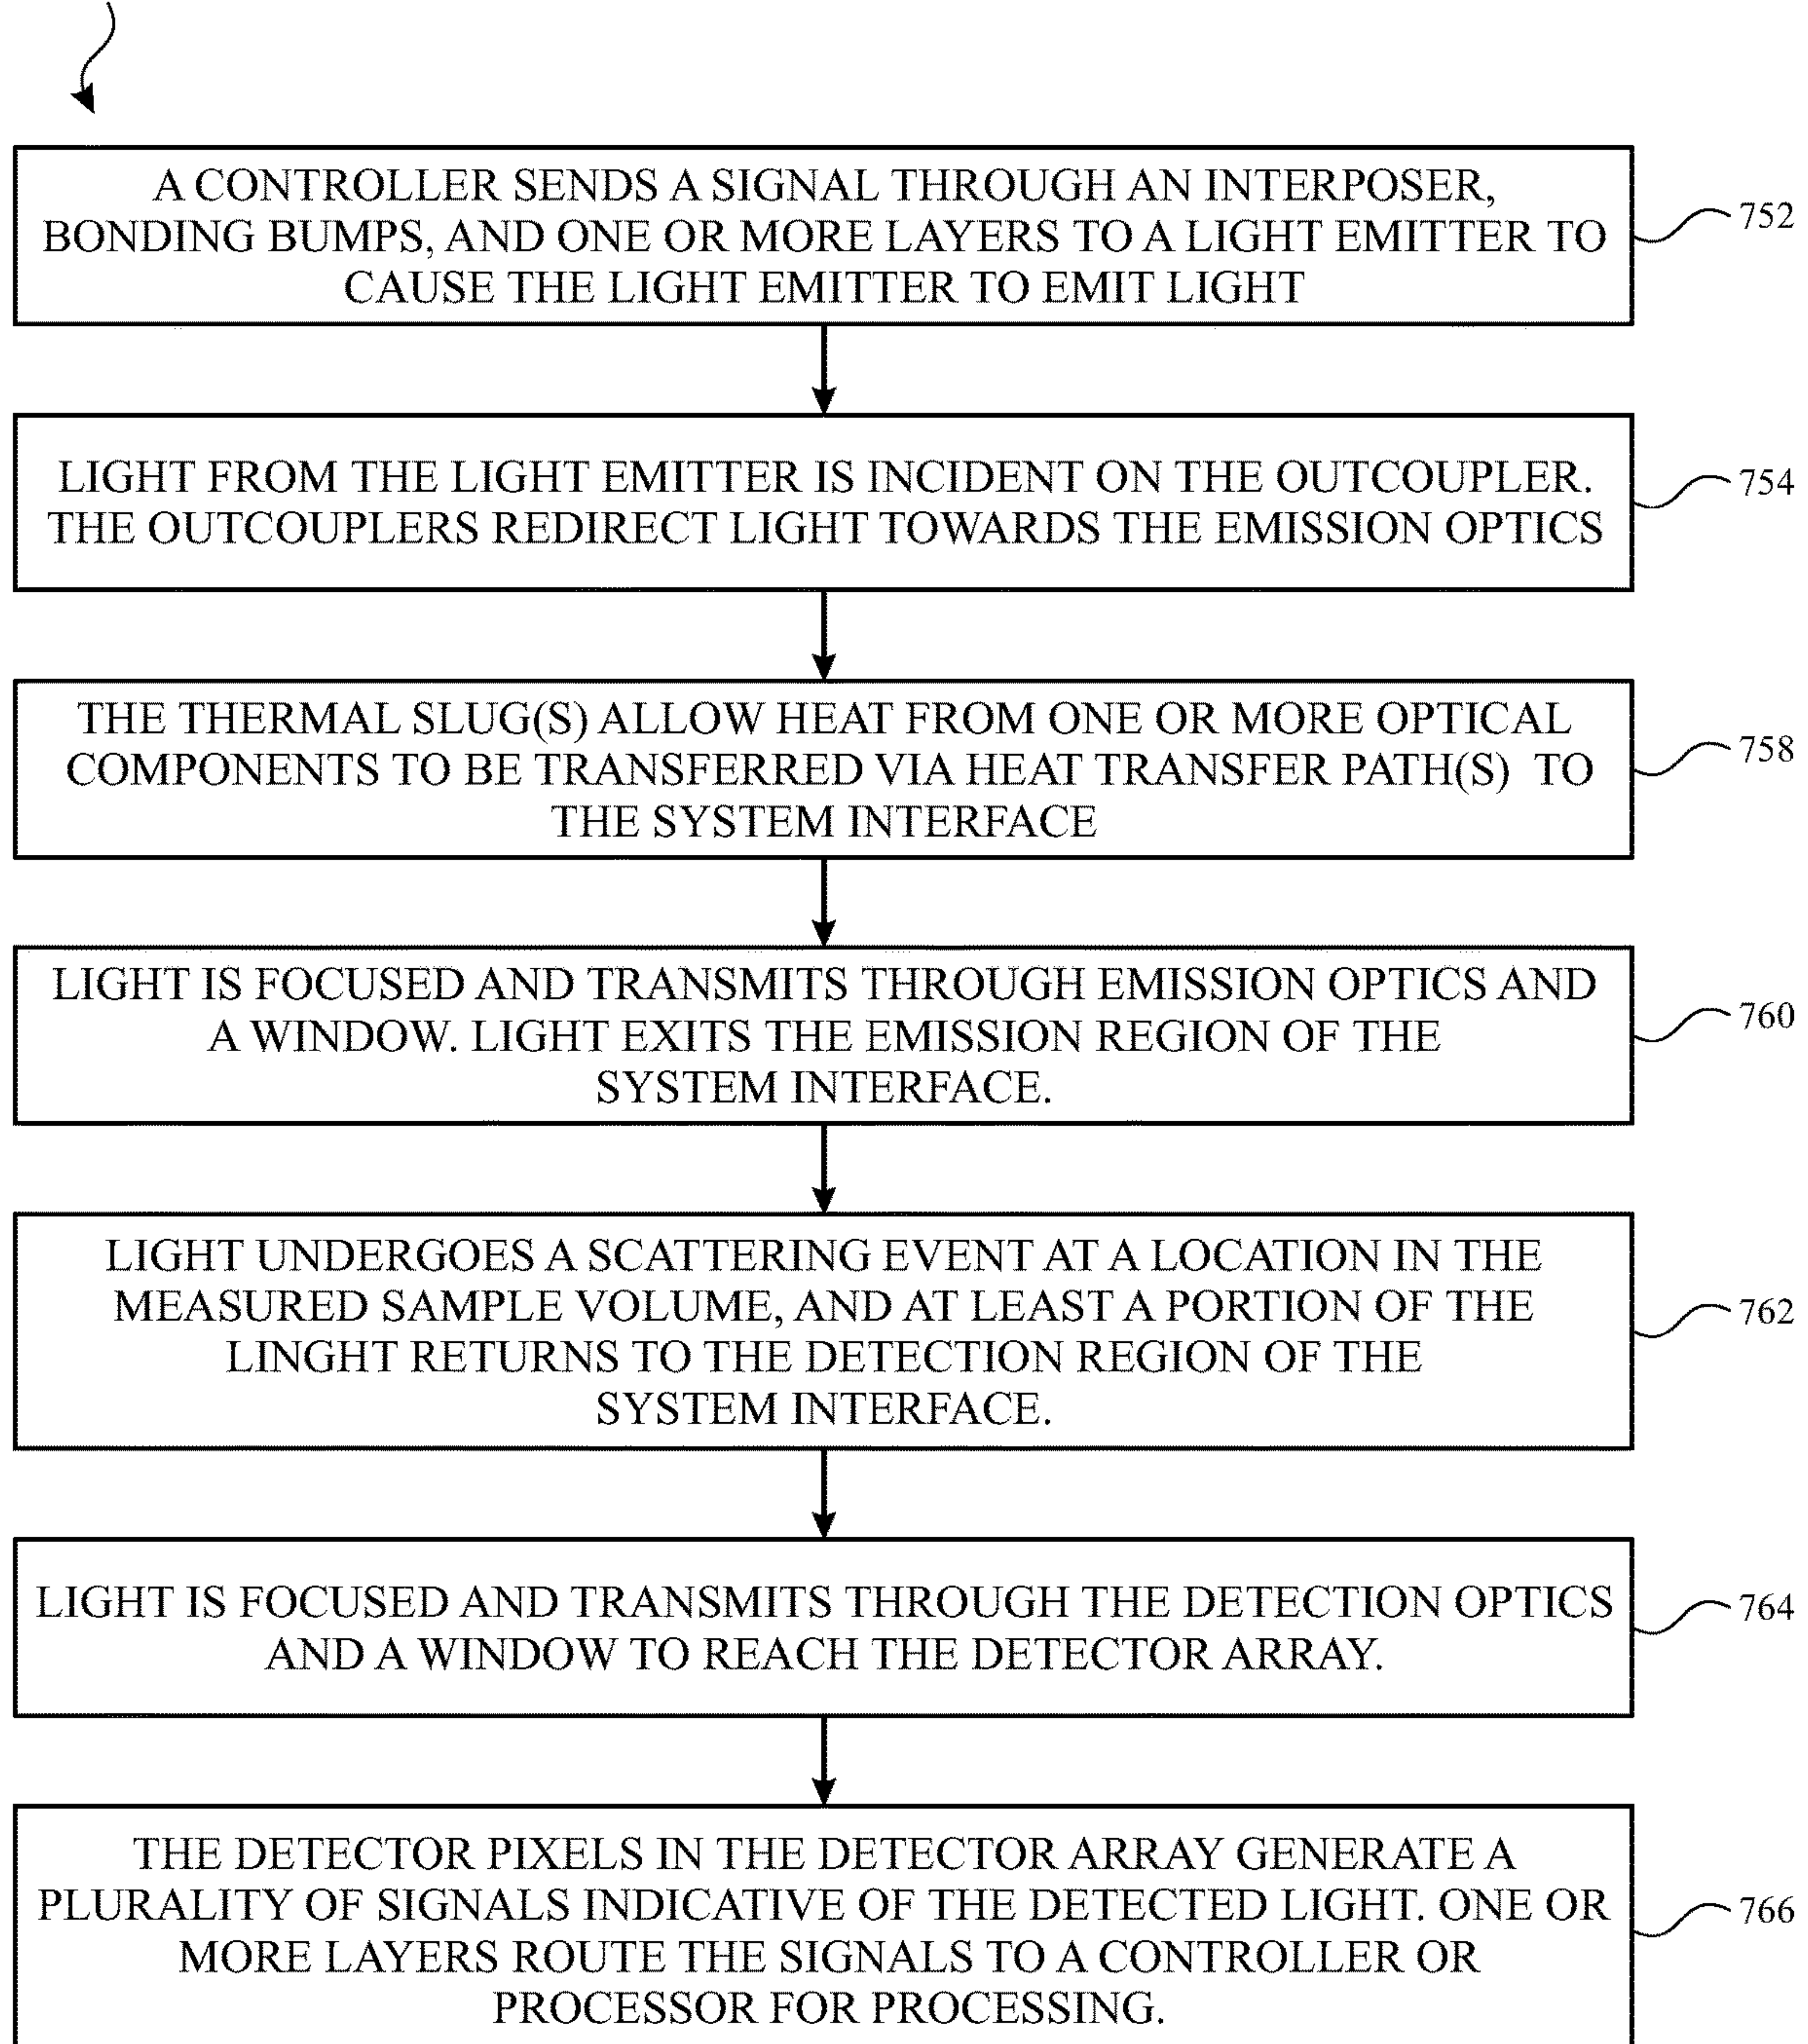 A CONTROLLER SENDS A SIGNAL THROUGH AN INTERPOSER,
BONDING BUMPS, AND ONE OR MORE LAYERS TO A LIGHT EMITTER TO
CAUSE THE LIGHT EMITTER TO EMIT LIGHT
752
LIGHT FROM THE LIGHT EMITTER IS INCIDENT ON THE OUTCOUPLER.
THE OUTCOUPLERS REDIRECT LIGHT TOWARDS THE EMISSION OPTICS
754
THE THERMAL SLUG(S) ALLOW HEAT FROM ONE OR MORE OPTICAL
COMPONENTS TO BE TRANSFERRED VIA HEAT TRANSFER PATH(S) TO
THE SYSTEM INTERFACE
758
LIGHT IS FOCUSED AND TRANSMITS THROUGH EMISSION OPTICS AND
A WINDOW. LIGHT EXITS THE EMISSION REGION OF THE
SYSTEM INTERFACE.
760
LIGHT UNDERGOES A SCATTERING EVENT AT A LOCATION IN THE
MEASURED SAMPLE VOLUME, AND AT LEAST A PORTION OF THE
LINGHT RETURNS TO THE DETECTION REGION OF THE
SYSTEM INTERFACE.
762
LIGHT IS FOCUSED AND TRANSMITS THROUGH THE DETECTION OPTICS
AND A WINDOW TO REACH THE DETECTOR ARRAY.
764
THE DETECTOR PIXELS IN THE DETECTOR ARRAY GENERATE A
PLURALITY OF SIGNALS INDICATIVE OF THE DETECTED LIGHT. ONE OR
MORE LAYERS ROUTE THE SIGNALS TO A CONTROLLER OR
PROCESSOR FOR PROCESSING.
766